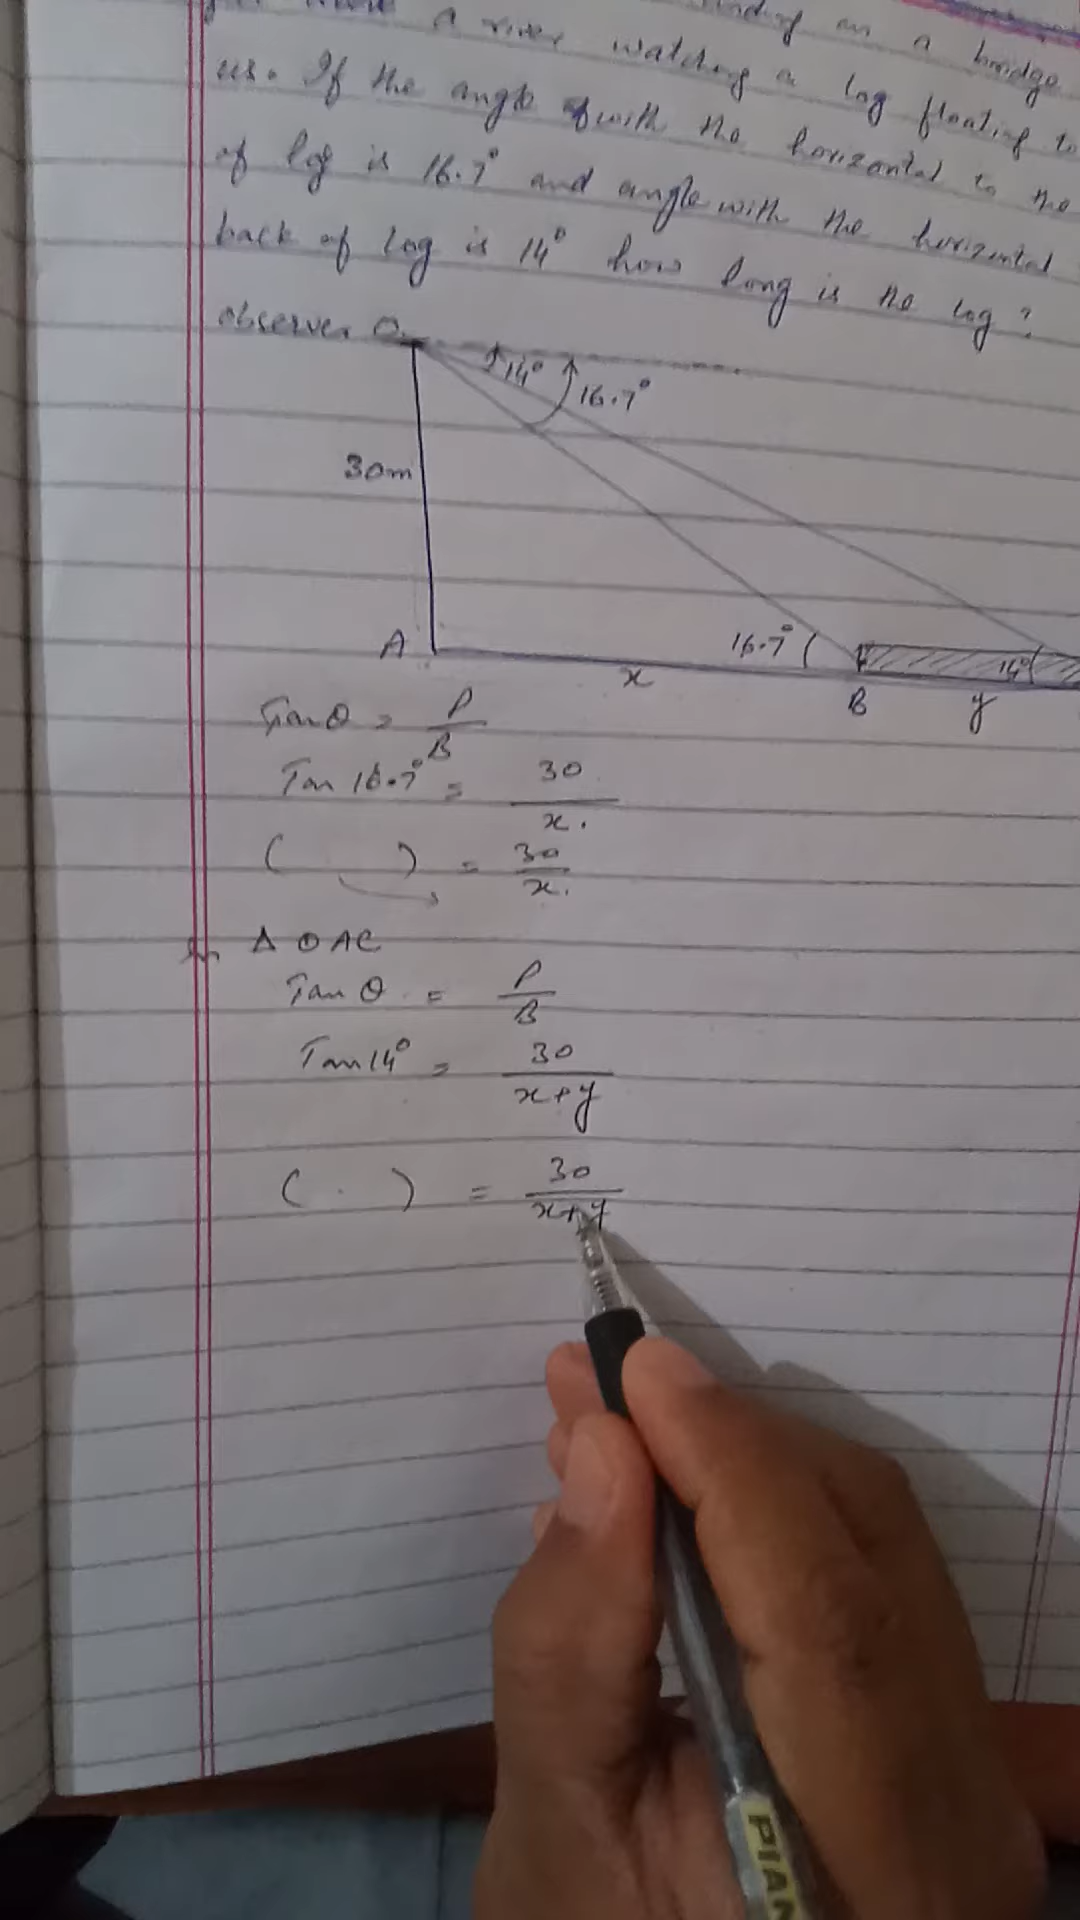 a river watching a log floating to
us. If the angle of with the horizontal to the
of log is 16.7° and angle with the horizontal
back of log is 14° how long is the log?
observer O
14°
16.7°
30m
A
x
16.7°
14°
B
y
Tan θ = P/B
Tan 16.7° = 30/x.
( ) = 30/x.
In Δ OAC
Tan θ = P/B
Tan 14° = 30/x+y
( . ) = 30/x+y
PIAN